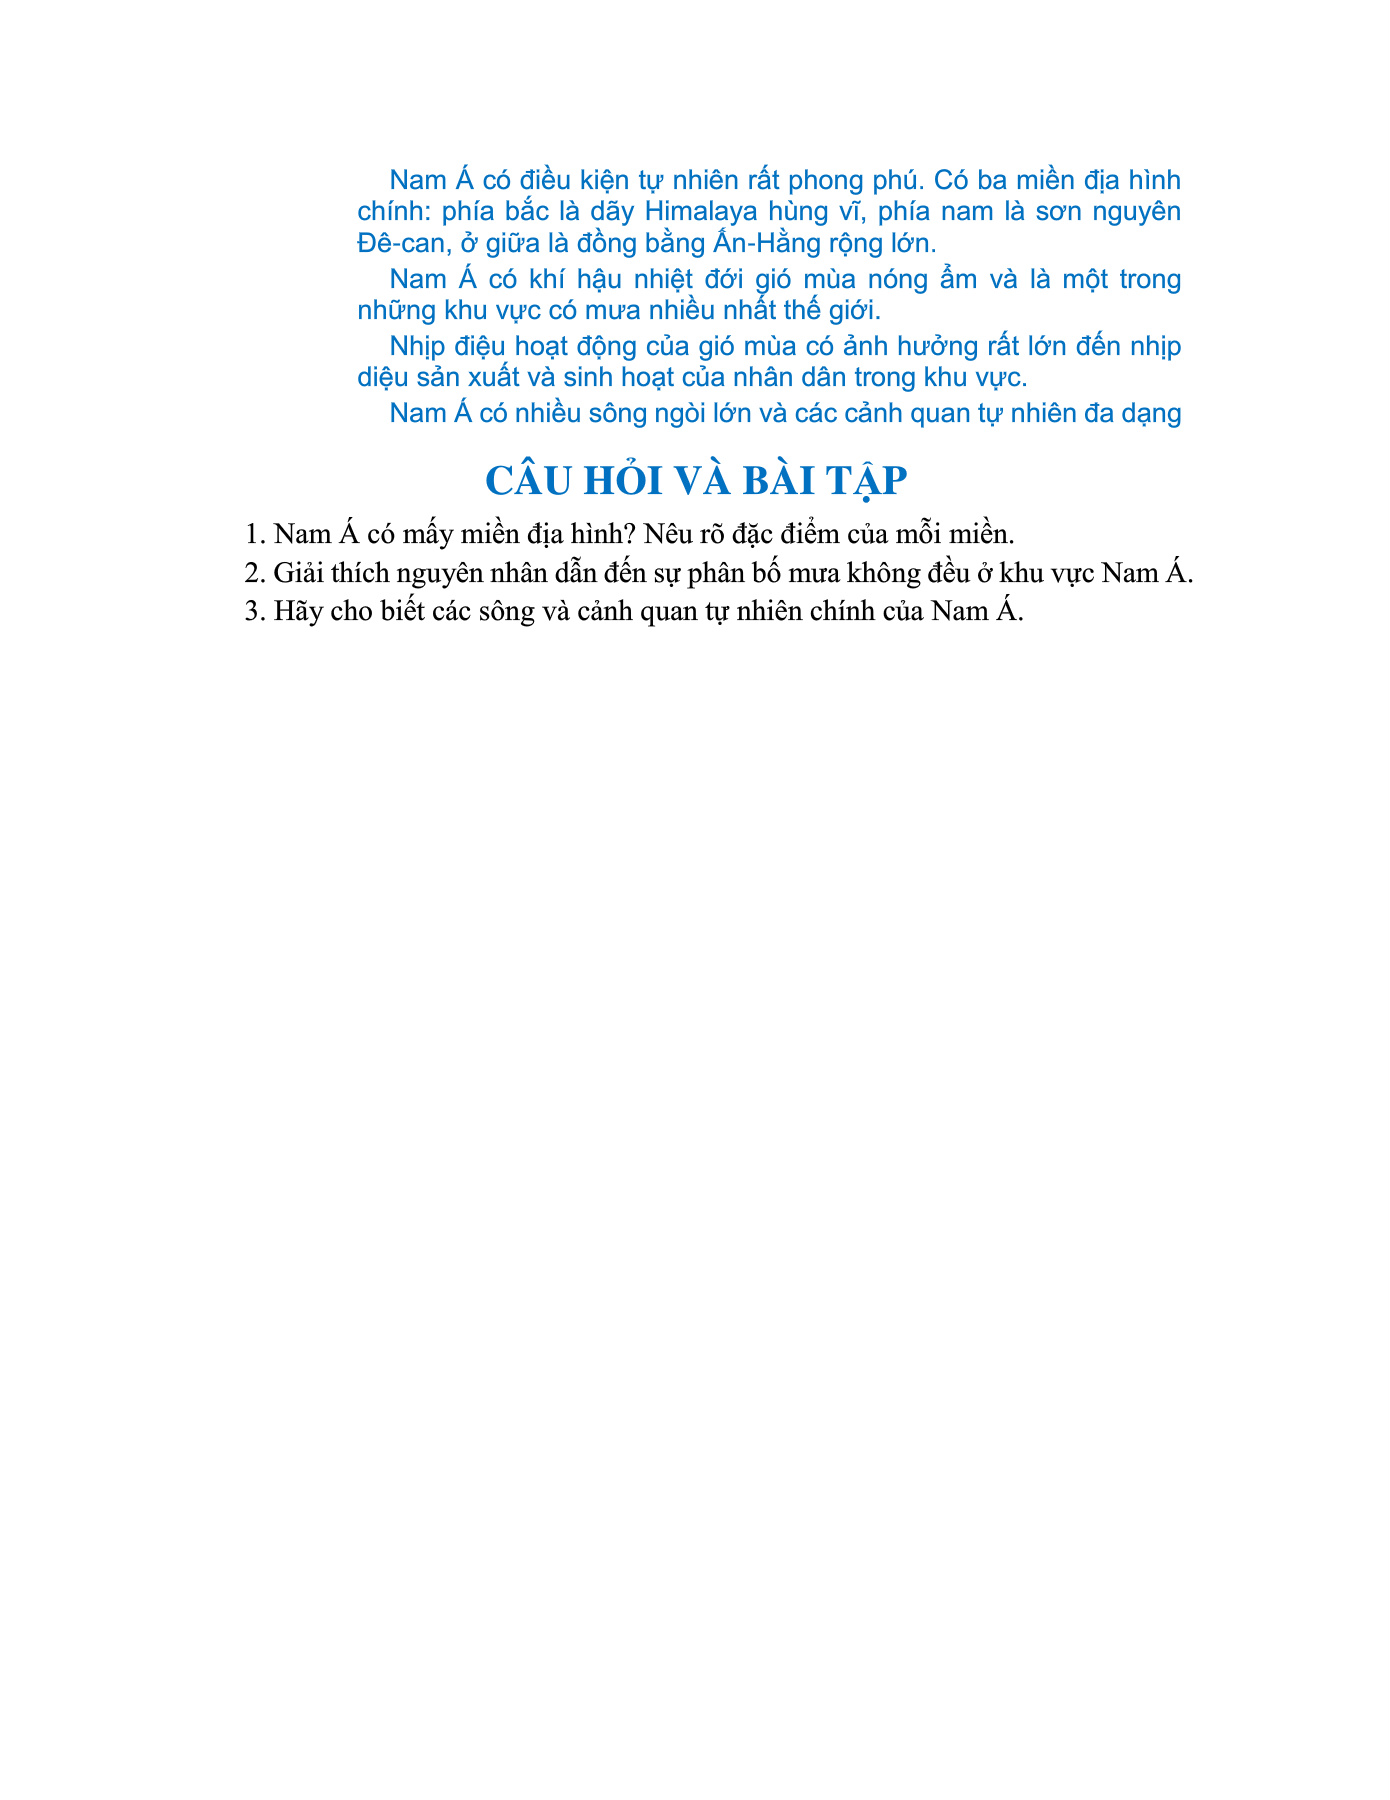 Nam Á có điều kiện tự nhiên rất phong phú. Có ba miền địa hình
chính: phía bắc là dãy Himalaya hùng vĩ, phía nam là sơn nguyên
Đê-can, ở giữa là đồng bằng Ấn-Hằng rộng lớn.
Nam Á có khí hậu nhiệt đới gió mùa nóng ẩm và là một trong
những khu vực có mưa nhiều nhất thế giới.
Nhịp điệu hoạt động của gió mùa có ảnh hưởng rất lớn đến nhịp
diệu sản xuất và sinh hoạt của nhân dân trong khu vực.
Nam Á có nhiều sông ngòi lớn và các cảnh quan tự nhiên đa dạng
CÂU HỎI VÀ BÀI TẬP
1. Nam Á có mấy miền địa hình? Nêu rõ đặc điểm của mỗi miền.
2. Giải thích nguyên nhân dẫn đến sự phân bố mưa không đều ở khu vực Nam Á.
3. Hãy cho biết các sông và cảnh quan tự nhiên chính của Nam Á.